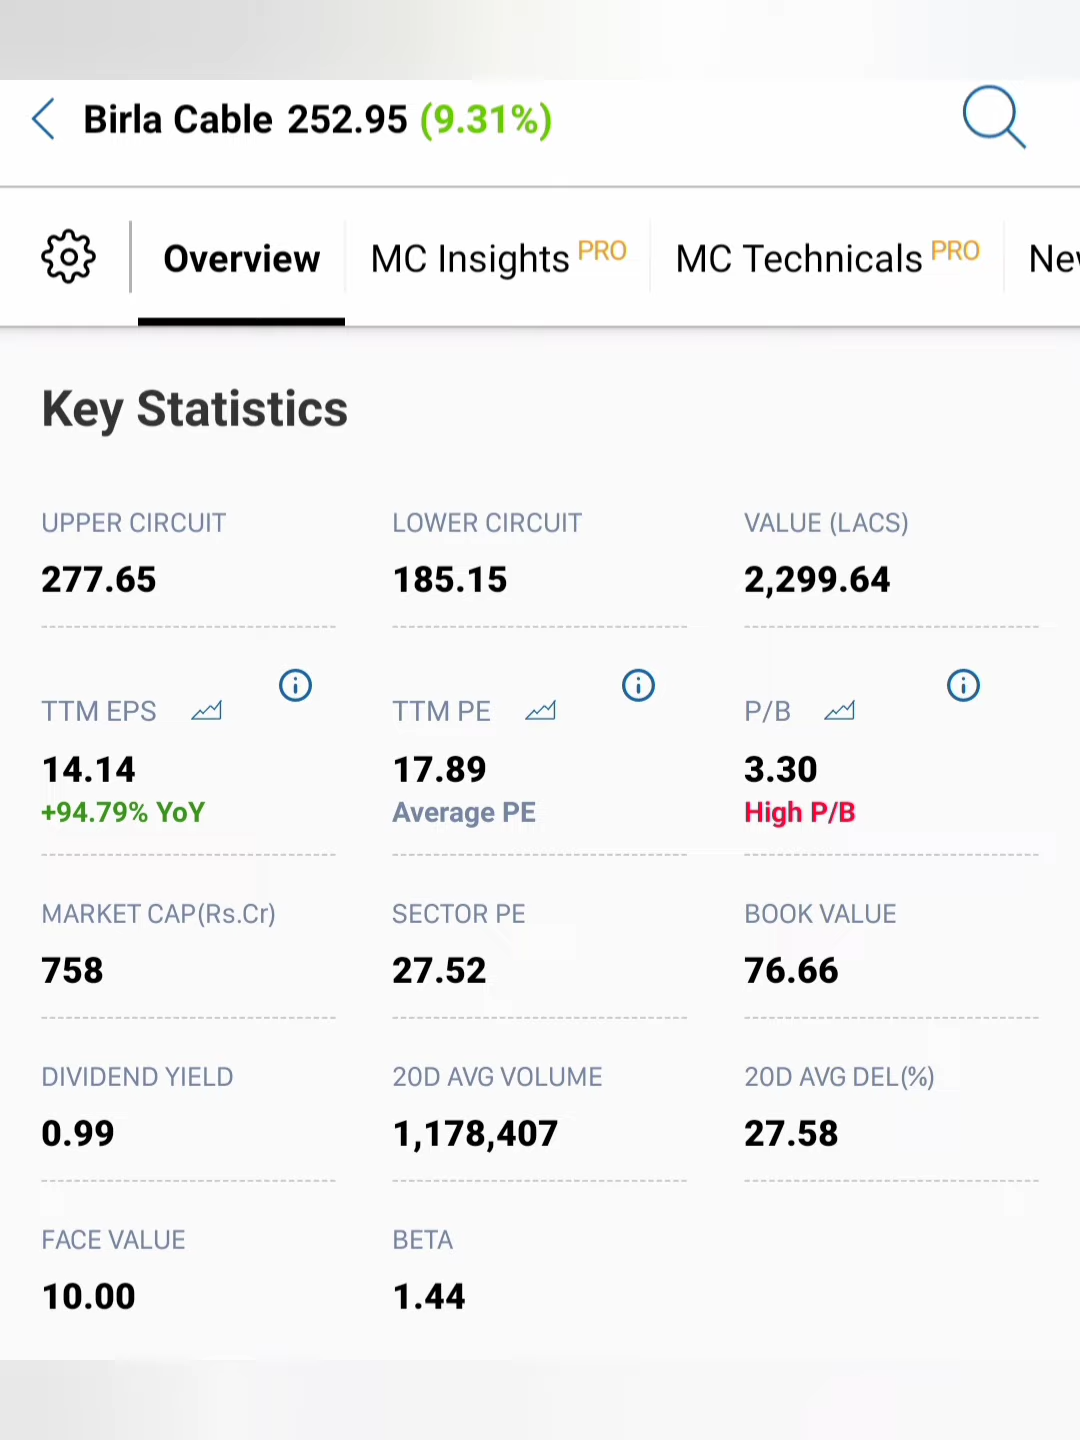 Birla Cable 252.95 (9.31%)
Overview MC Insights PRO MC Technicals PRO
Key Statistics
UPPER CIRCUIT LOWER CIRCUIT VALUE (LACS)
277.65 185.15 2,299.64
TTM EPS TTM PE P/B
14.14 17.89 3.30
+94.79% YoY Average PE High P/B
MARKET CAP(Rs.Cr) SECTOR PE BOOK VALUE
758 27.52 76.66
DIVIDEND YIELD 20D AVG VOLUME 20D AVG DEL(%)
0.99 1,178,407 27.58
FACE VALUE BETA
10.00 1.44